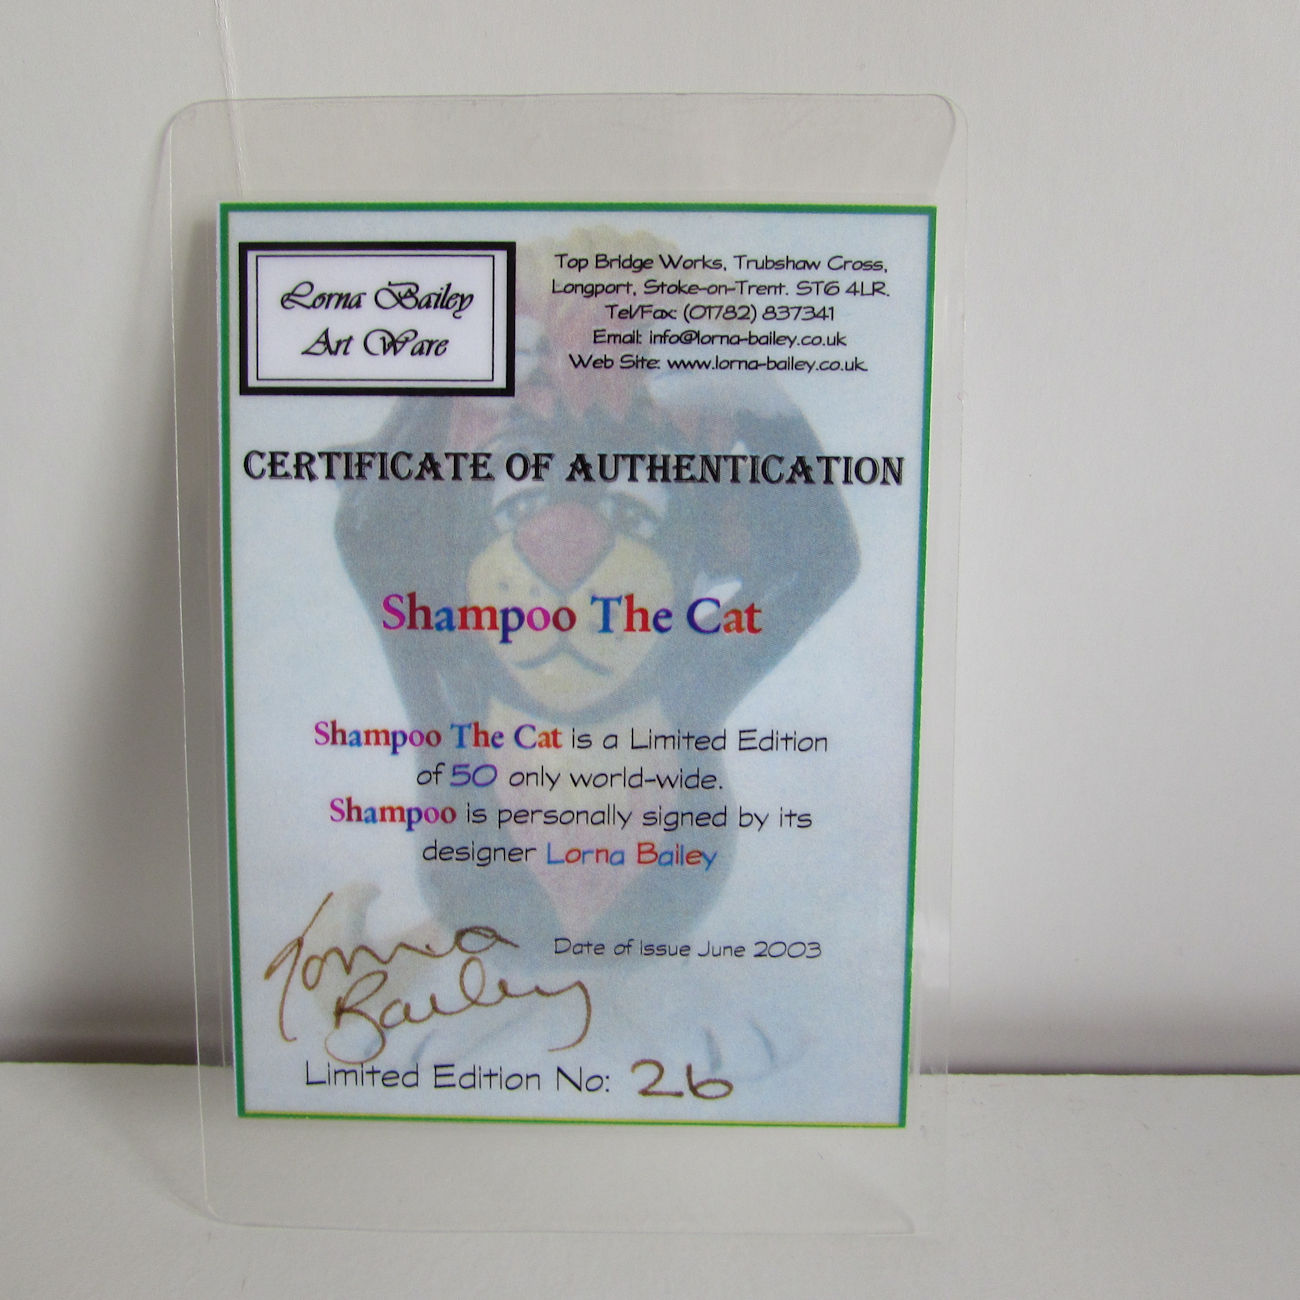 Lorna Bailey
Art Ware
Top Bridge Works, Trubshaw Cross,
Longport, Stoke-on-Trent. ST6 4LR.
Tel/Fax: (01782) 837341
Email: info@lorna-bailey.co.uk
Web Site: www.lorna-bailey.co.uk
CERTIFICATE OF AUTHENTICATION
Shampoo The Cat
Shampoo The Cat is a Limited Edition
of 50 only world-wide.
Shampoo is personally signed by its
designer Lorna Bailey
Lorna
Bailey
Date of issue June 2003
Limited Edition No: 26